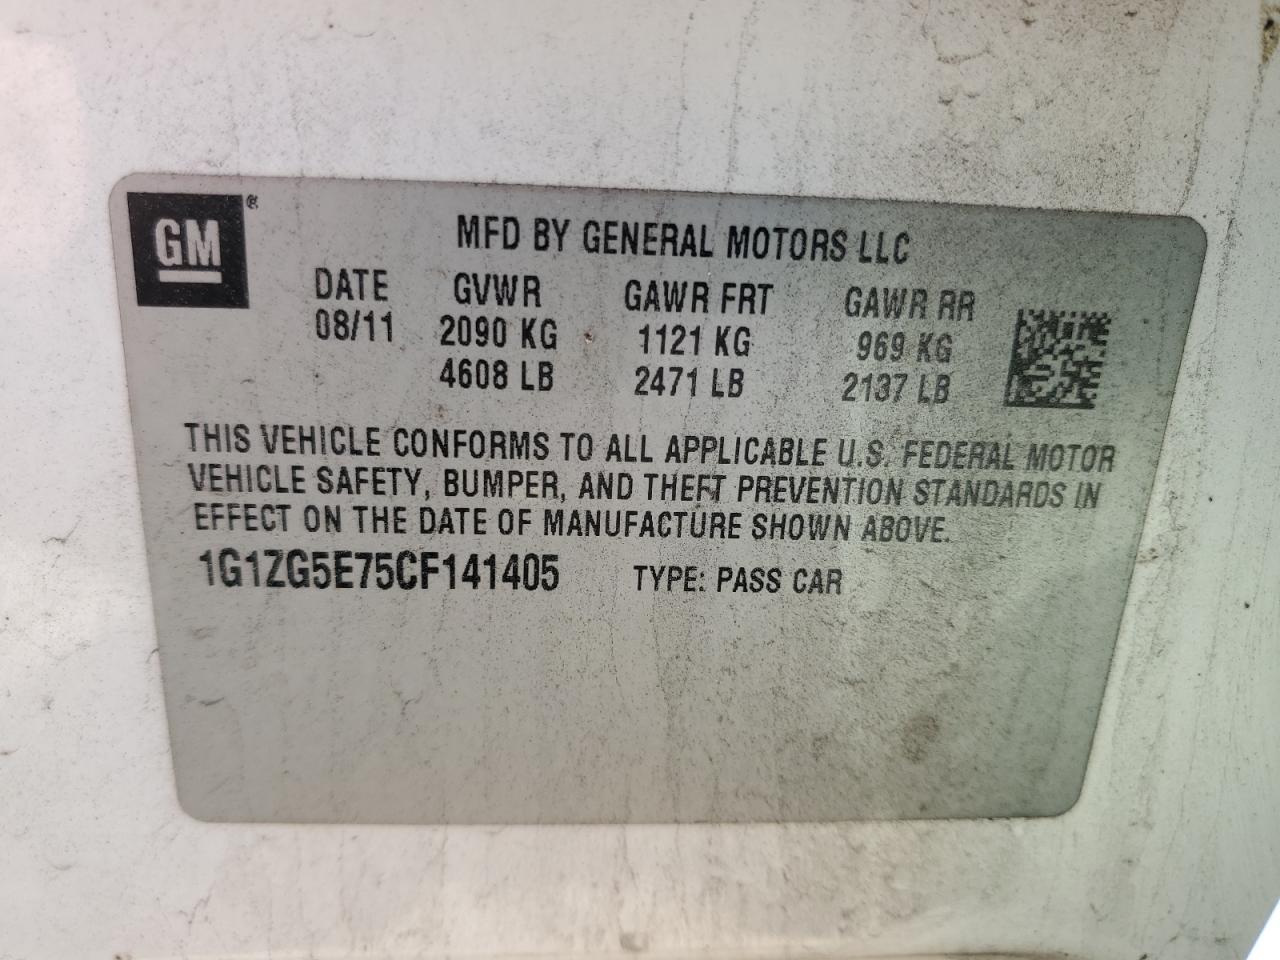 GM ®
MFD BY GENERAL MOTORS LLC
DATE GVWR GAWR FRT GAWR RR
08/11 2090 KG 1121 KG 969 KG
4608 LB 2471 LB 2137 LB
THIS VEHICLE CONFORMS TO ALL APPLICABLE U.S. FEDERAL MOTOR
VEHICLE SAFETY, BUMPER, AND THEFT PREVENTION STANDARDS IN
EFFECT ON THE DATE OF MANUFACTURE SHOWN ABOVE.
1G1ZG5E75CF141405 TYPE: PASS CAR